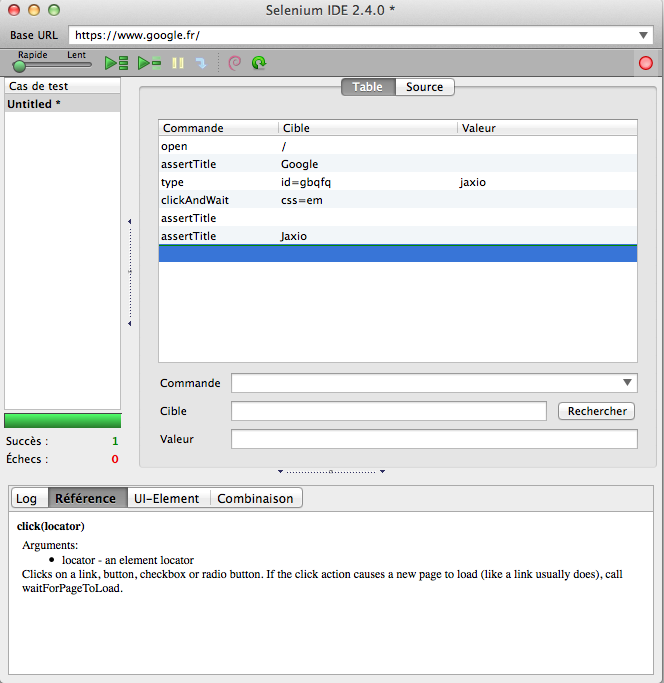 Selenium IDE 2.4.0 *
Base URL https://www.google.fr/
Rapide Lent
Cas de test
Untitled *
Table Source
Commande Cible Valeur
open /
assertTitle Google
type id=gbqfq jaxio
clickAndWait css=em
assertTitle
assertTitle Jaxio
Commande
Cible Rechercher
Valeur
Succès : 1
Échecs : 0
Log Référence UI-Element Combinaison
click(locator)
Arguments:
• locator - an element locator
Clicks on a link, button, checkbox or radio button. If the click action causes a new page to load (like a link usually does), call
waitForPageToLoad.